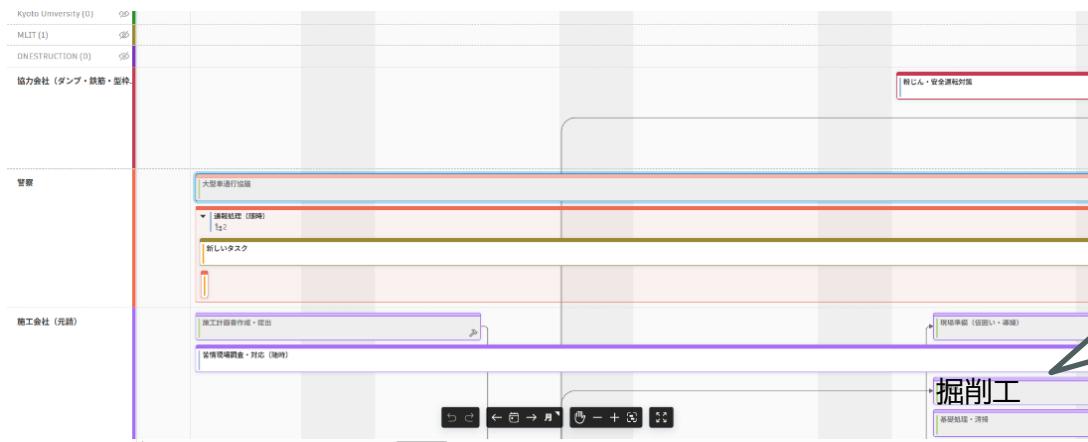 Kyoto University (0)
MLIT (1)
ONESTRUCTION (0)
協力会社（ダンプ・鉄筋・型枠
粉じん・安全運転対策
警察
大型車通行協議
通報処理（随時）
2
新しいタスク
施工会社（元請）
施工計画書作成・提出
現場準備（仮囲い・導線）
苦情現場調査・対応（随時）
掘削工
月
基礎処理・清掃